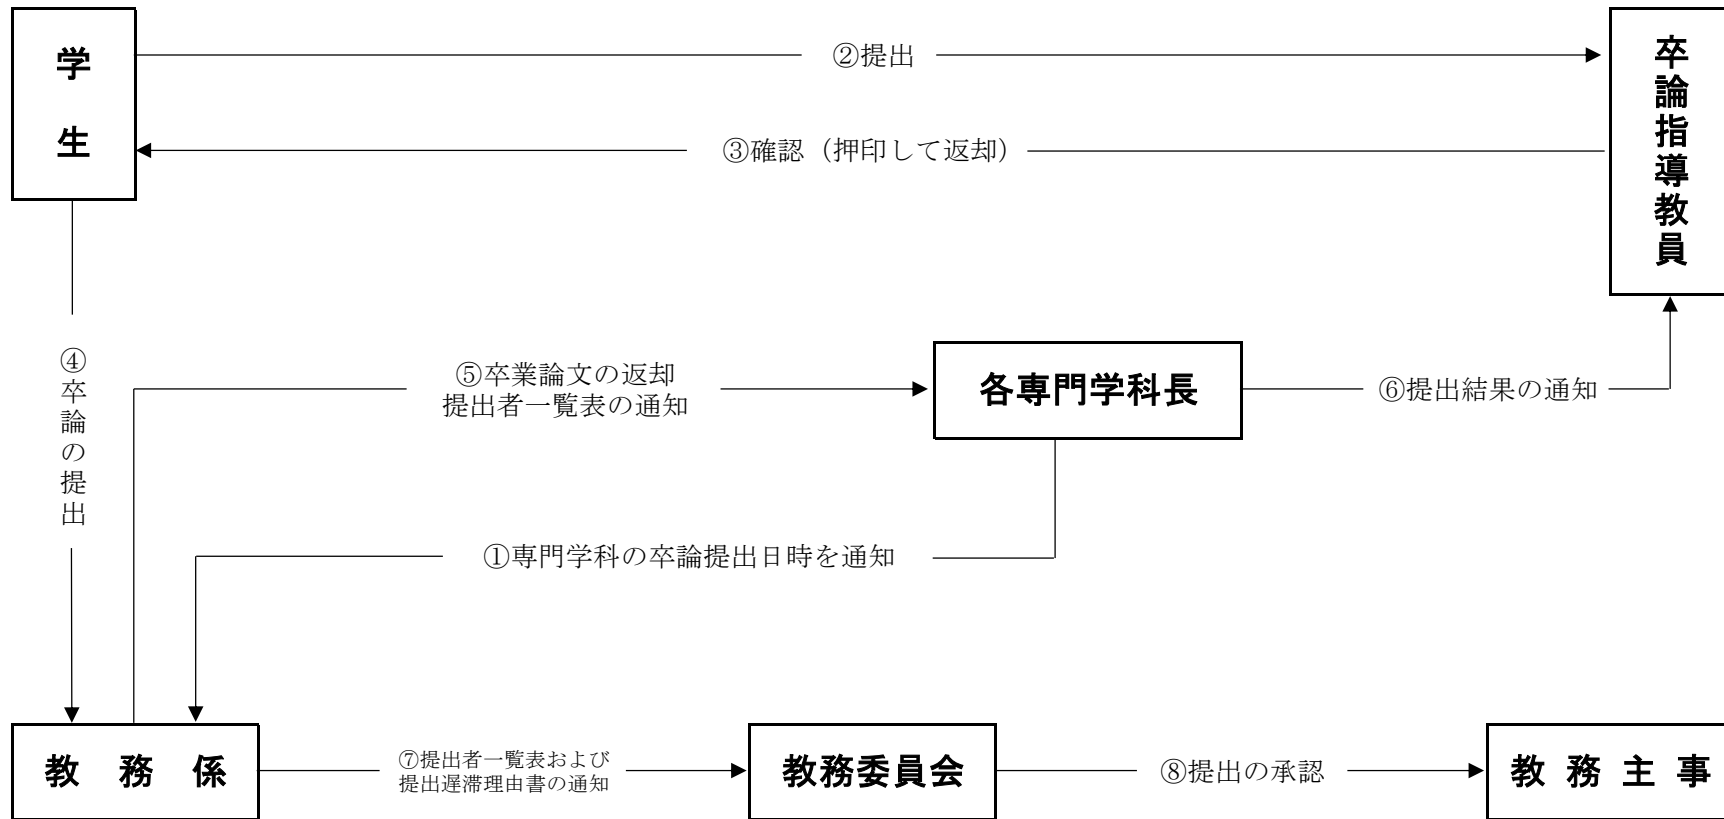 学生
②提出
卒論指導教員
③確認（押印して返却）
④卒論の提出
⑤卒業論文の返却
提出者一覧表の通知
各専門学科長
⑥提出結果の通知
①専門学科の卒論提出日時を通知
教務係
⑦提出者一覧表および
提出遅滞理由書の通知
教務委員会
⑧提出の承認
教務主事